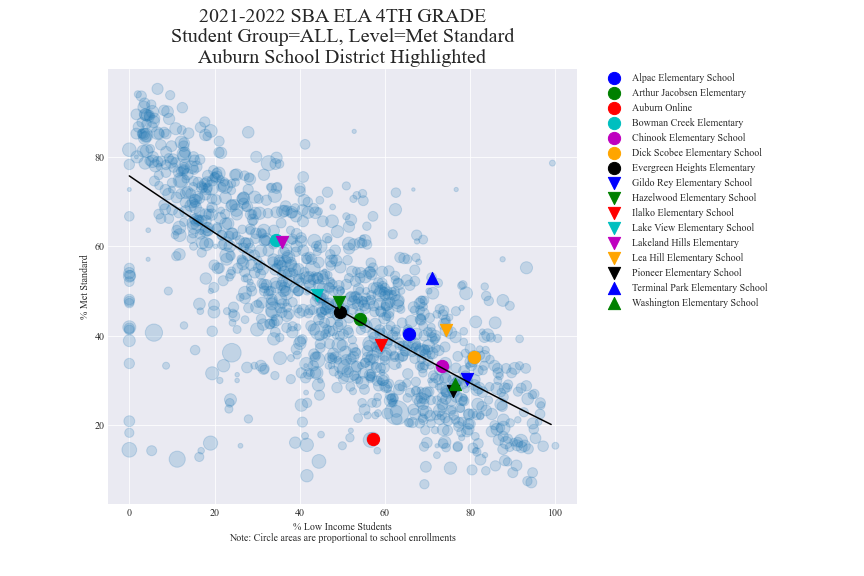 2021-2022 SBA ELA 4TH GRADE
Student Group=ALL, Level=Met Standard
Auburn School District Highlighted
% Met Standard
80
60
40
20
0
20
40
60
80
100
% Low Income Students
Note: Circle areas are proportional to school enrollments
Alpac Elementary School
Arthur Jacobsen Elementary
Auburn Online
Bowman Creek Elementary
Chinook Elementary School
Dick Scobee Elementary School
Evergreen Heights Elementary
Gildo Rey Elementary School
Hazelwood Elementary School
Ilalko Elementary School
Lake View Elementary School
Lakeland Hills Elementary
Lea Hill Elementary School
Pioneer Elementary School
Terminal Park Elementary School
Washington Elementary School